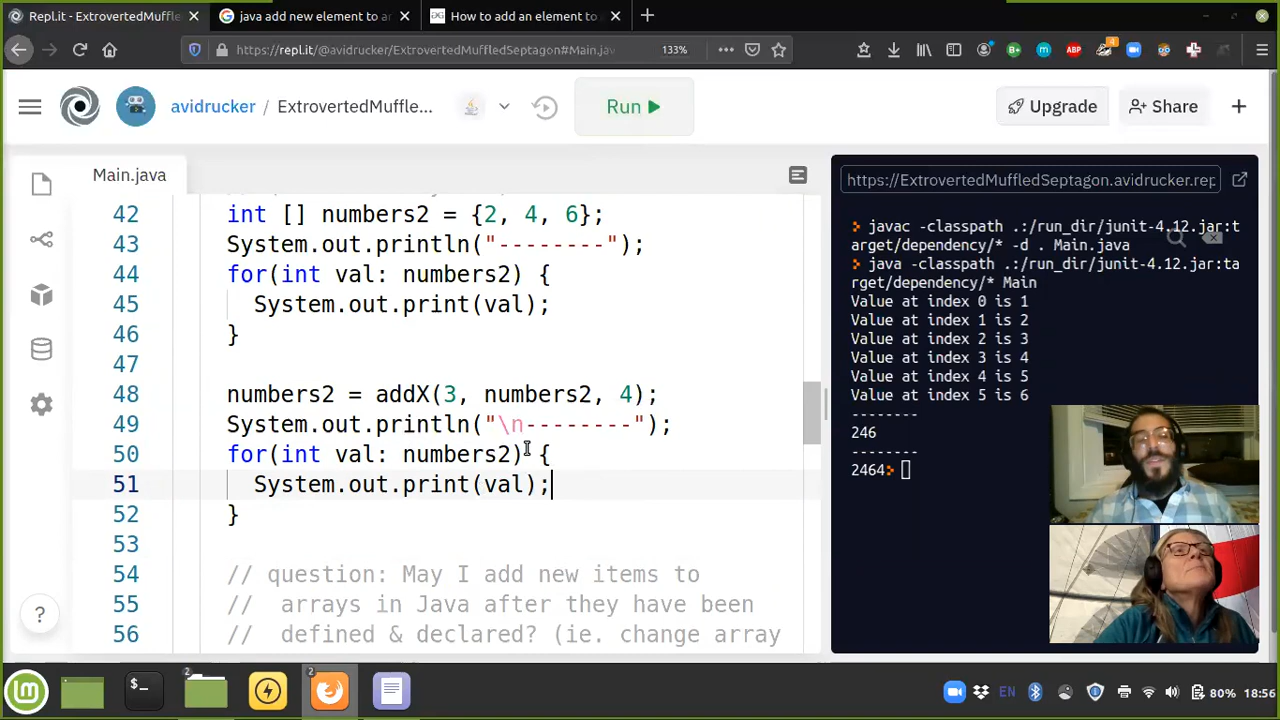 Repl.it - ExtrovertedMuffle
java add new element to ar
How to add an element to
https://repl.it/@avidrucker/ExtrovertedMuffledSeptagon#Main.jav
133%
avidrucker / ExtrovertedMuffle...
Run
Upgrade
Share
Main.java
42 int [] numbers2 = {2, 4, 6};
43 System.out.println("--------");
44 for(int val: numbers2) {
45 System.out.print(val);
46 }
47
48 numbers2 = addX(3, numbers2, 4);
49 System.out.println("\n--------");
50 for(int val: numbers2) {
51 System.out.print(val);
52 }
53
54 // question: May I add new items to
55 // arrays in Java after they have been
56 // defined & declared? (ie. change array
https://ExtrovertedMuffledSeptagon.avidrucker.rep
javac -classpath .:/run_dir/junit-4.12.jar:t
arget/dependency/* -d . Main.java
java -classpath .:/run_dir/junit-4.12.jar:ta
rget/dependency/* Main
Value at index 0 is 1
Value at index 1 is 2
Value at index 2 is 3
Value at index 3 is 4
Value at index 4 is 5
Value at index 5 is 6
--------
246
--------
2464
?
2
2
EN
80%
18:56